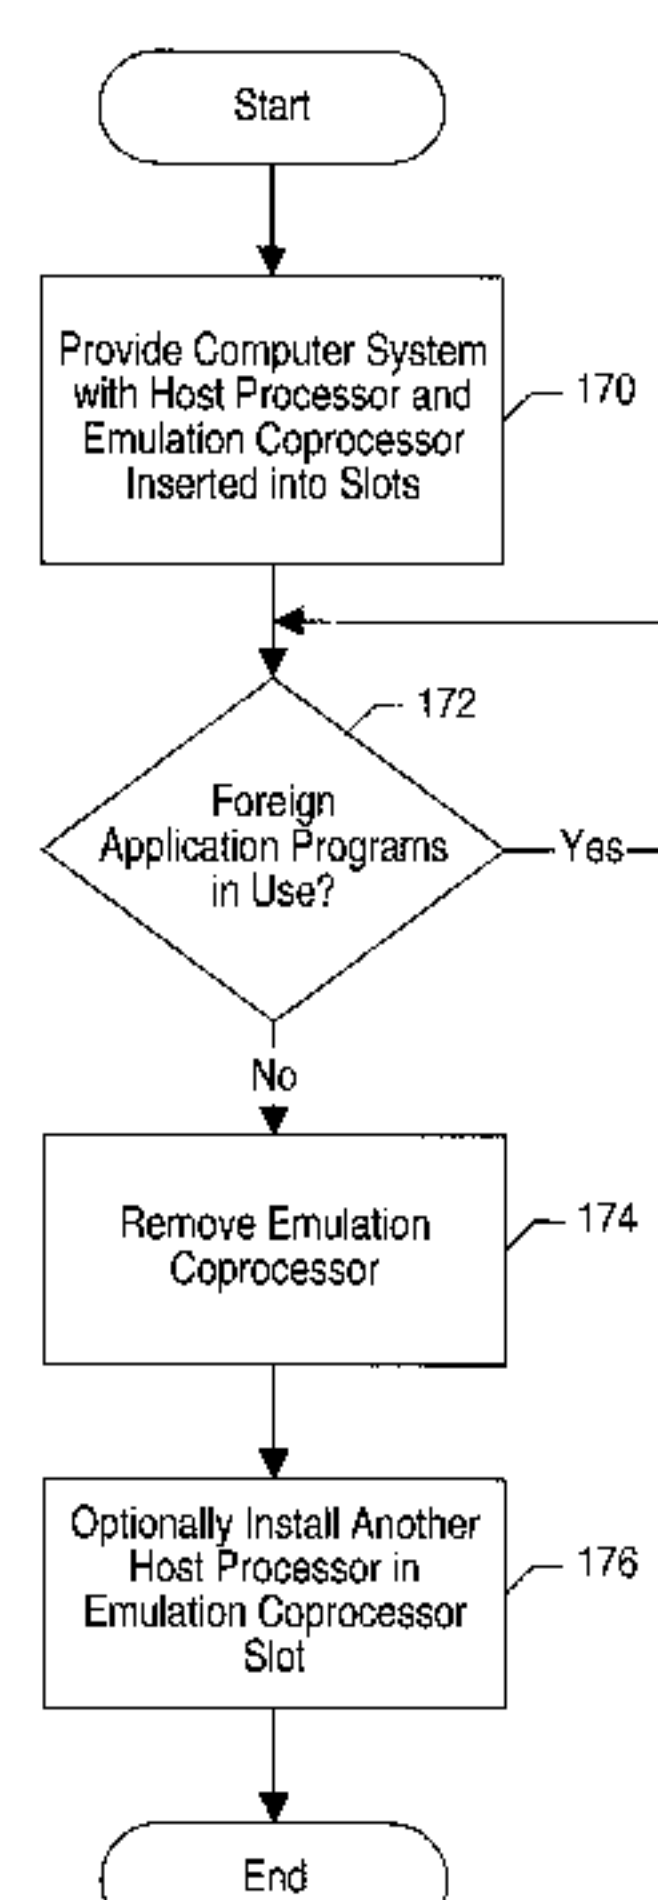 Start
Provide Computer System
with Host Processor and
Emulation Coprocessor
Inserted into Slots
170
172
Foreign
Application Programs
in Use?
Yes
No
Remove Emulation
Coprocessor
174
Optionally Install Another
Host Processor in
Emulation Coprocessor
Slot
176
End